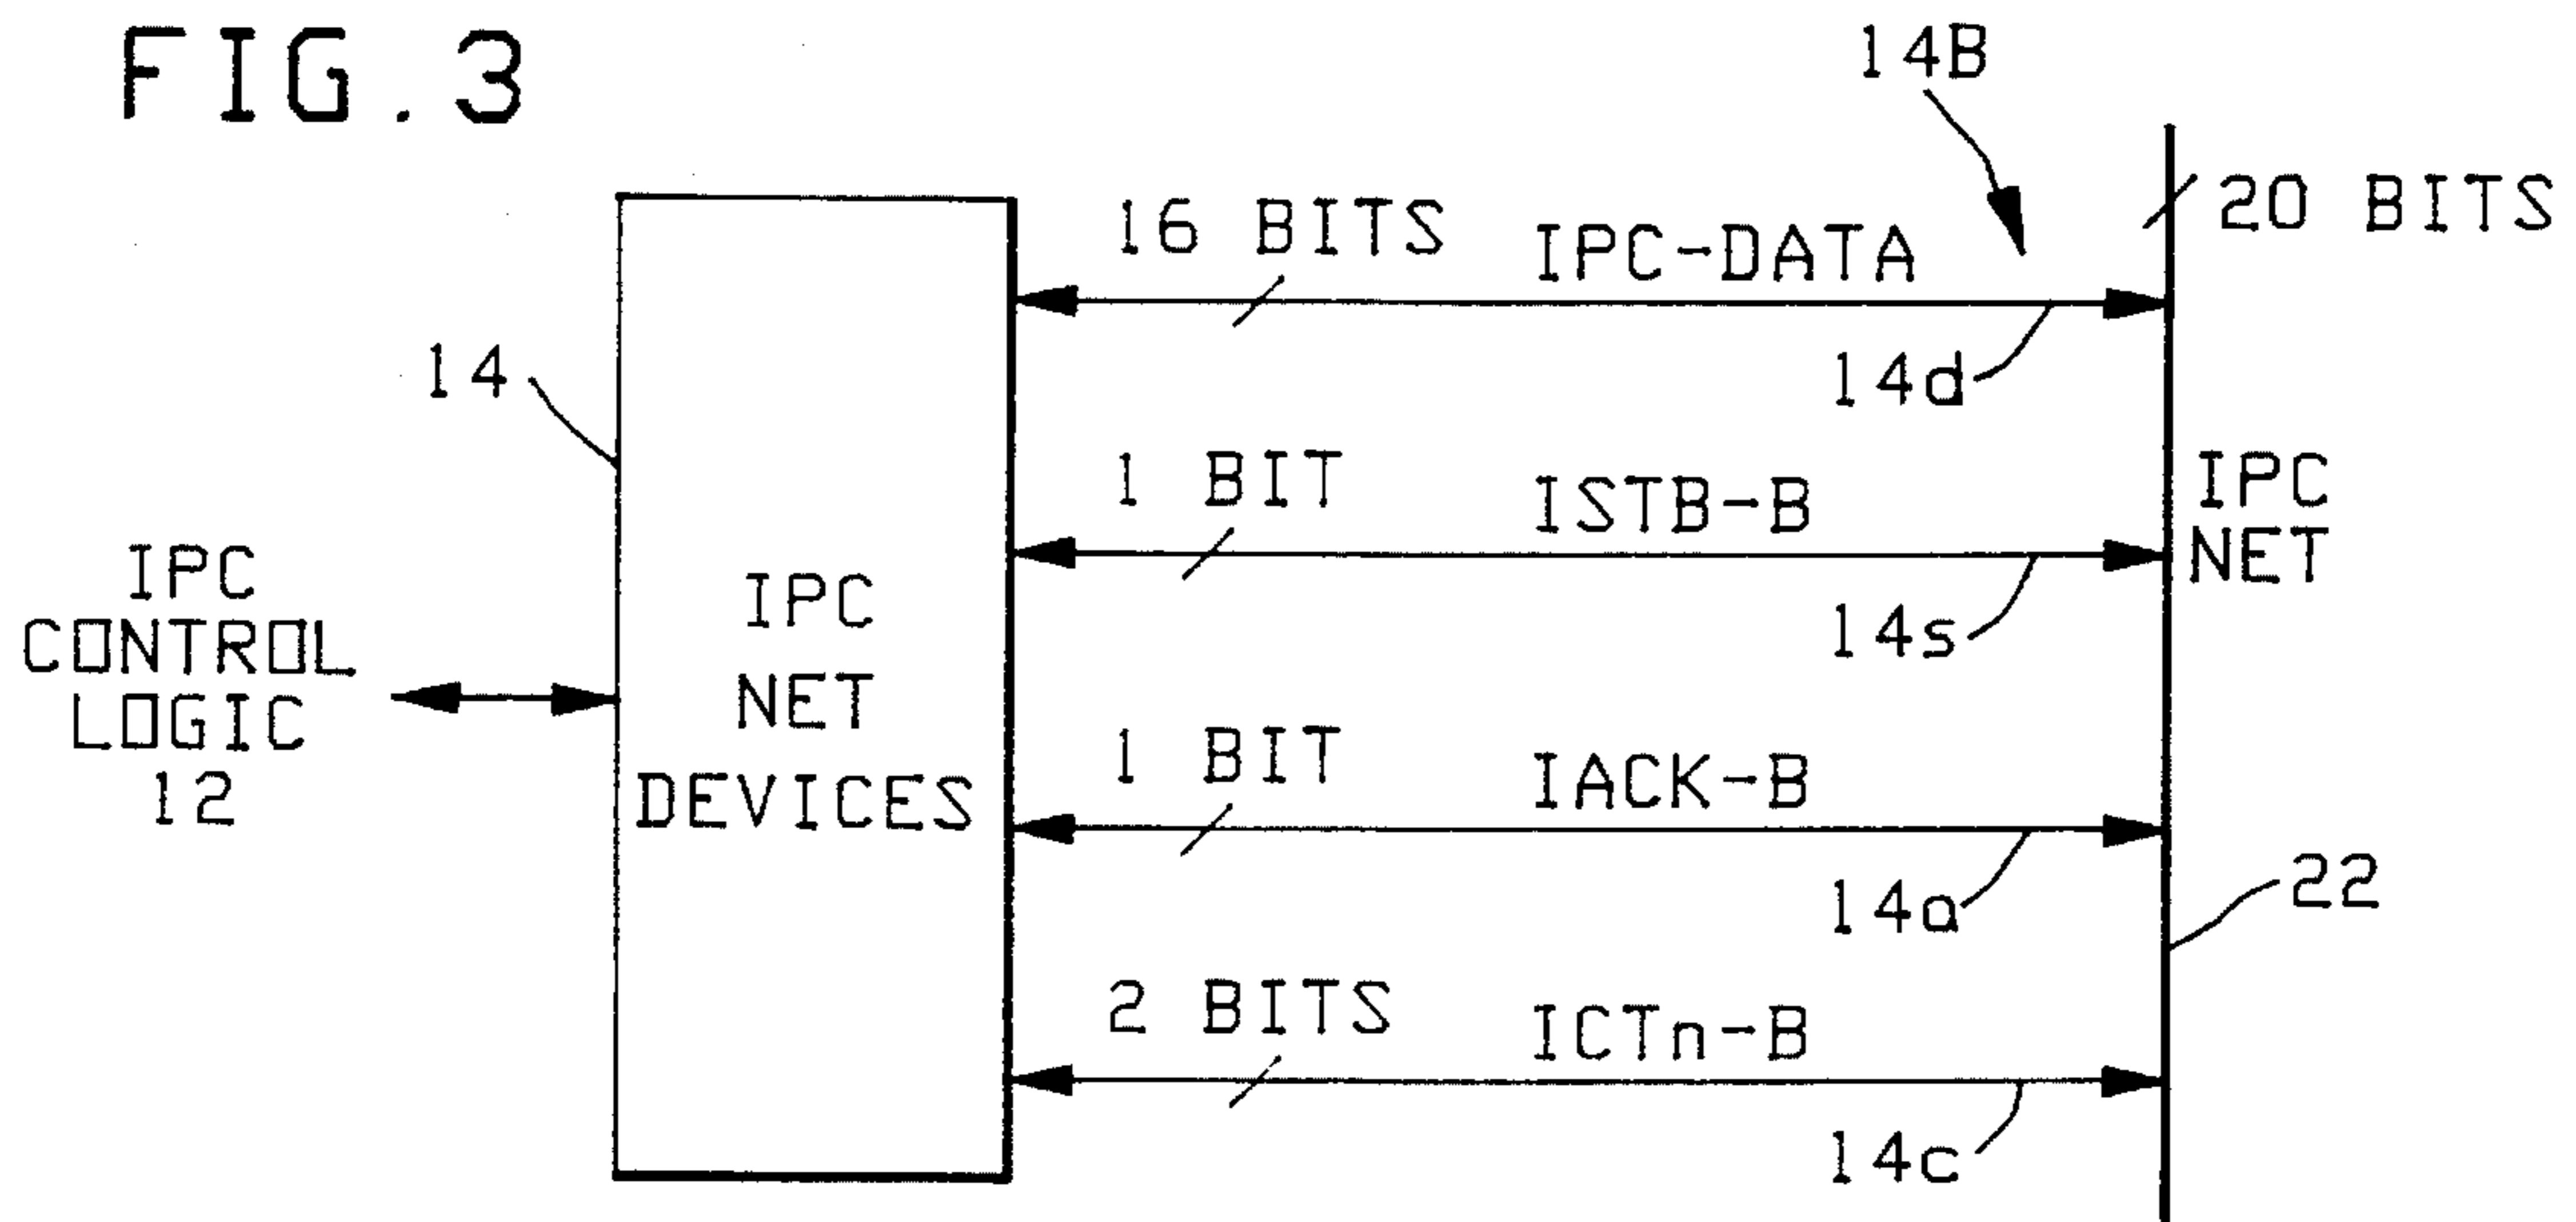 FIG. 3
14B
20 BITS
16 BITS
IPC-DATA
14d
14
1 BIT
ISTB-B
14s
IPC
NET
IPC
CONTROL
LOGIC
12
IPC
NET
DEVICES
1 BIT
IACK-B
14a
22
2 BITS
ICTn-B
14c